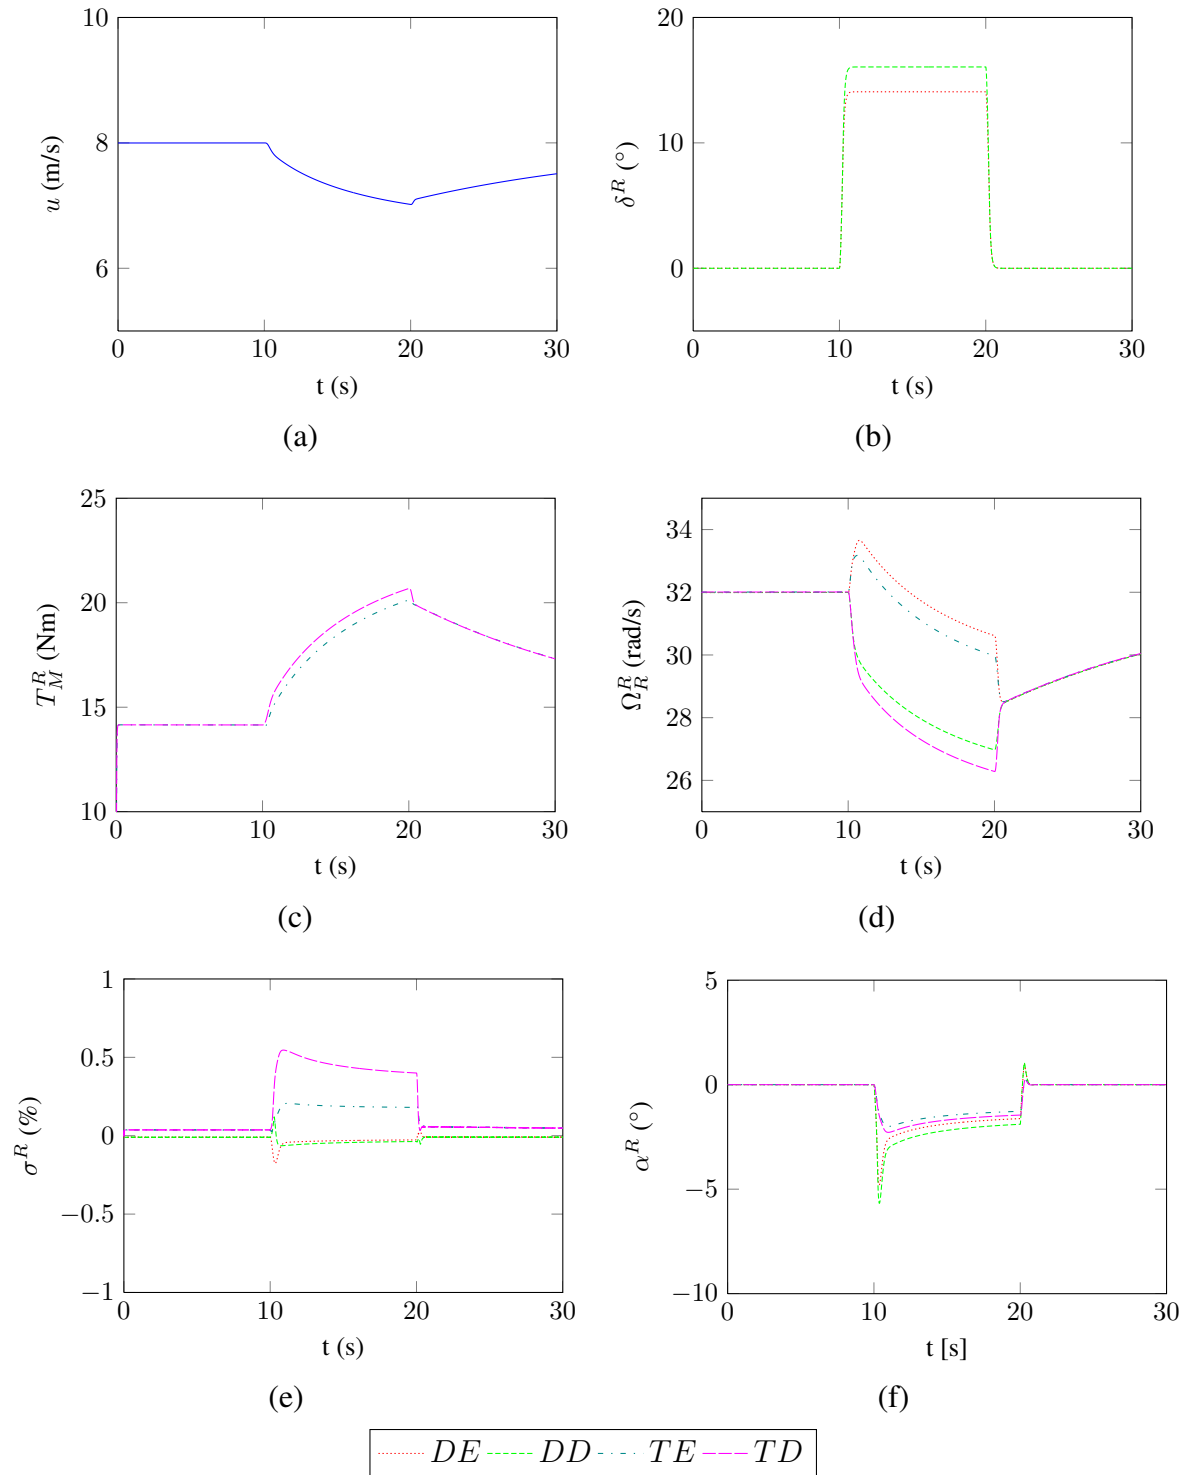 10
8
6
u (m/s)
0 10 20 30
t (s)
(a)
20
10
0
δ^R (°)
0 10 20 30
t (s)
(b)
25
20
15
10
T_M^R (Nm)
0 10 20 30
t (s)
(c)
34
32
30
28
26
Ω_R^R (rad/s)
0 10 20 30
t (s)
(d)
1
0.5
0
−0.5
−1
σ^R (%)
0 10 20 30
t (s)
(e)
5
0
−5
−10
α^R (°)
0 10 20 30
t [s]
(f)
DE DD TE TD